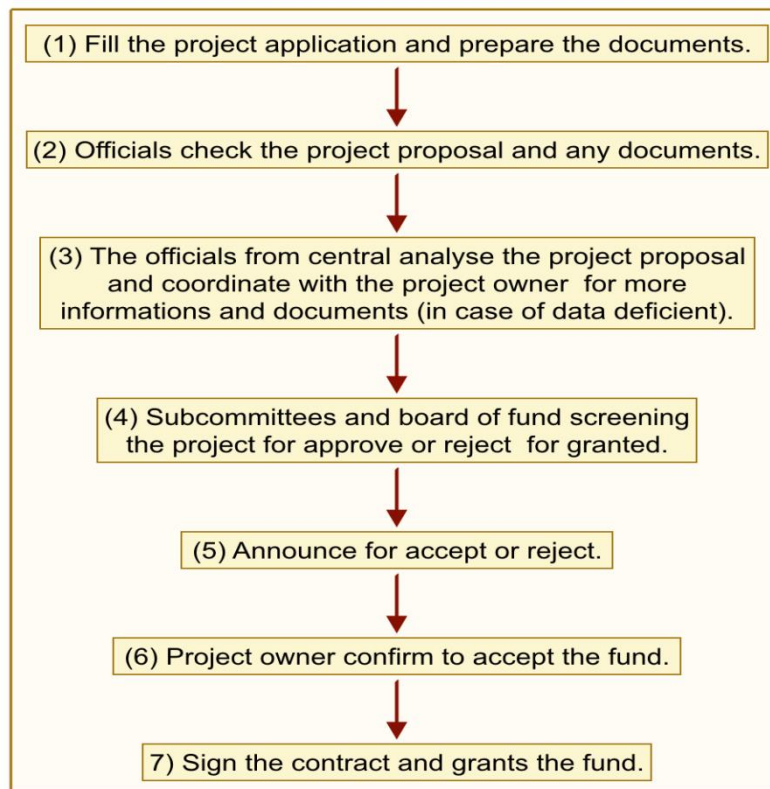 (1) Fill the project application and prepare the documents.
(2) Officials check the project proposal and any documents.
(3) The officials from central analyse the project proposal
and coordinate with the project owner for more
informations and documents (in case of data deficient).
(4) Subcommittees and board of fund screening
the project for approve or reject for granted.
(5) Announce for accept or reject.
(6) Project owner confirm to accept the fund.
7) Sign the contract and grants the fund.